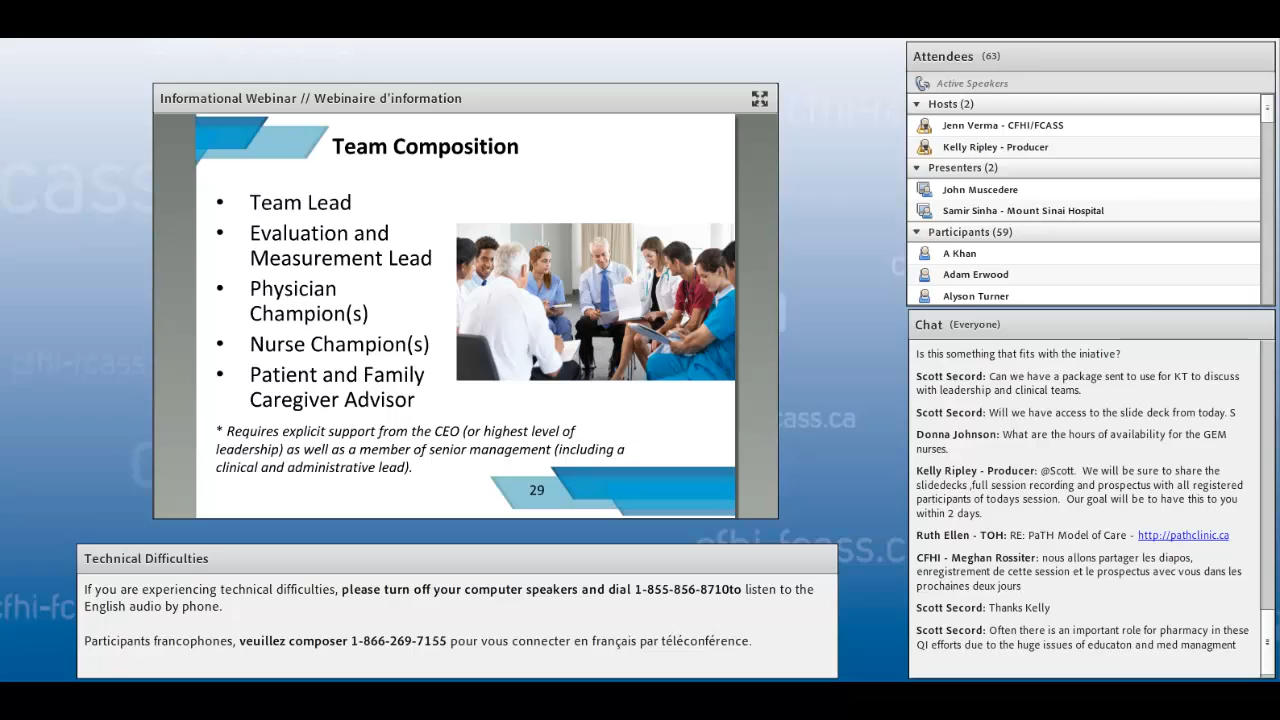 Informational Webinar // Webinaire d'information
Team Composition
• Team Lead
• Evaluation and
Measurement Lead
• Physician
Champion(s)
• Nurse Champion(s)
• Patient and Family
Caregiver Advisor
* Requires explicit support from the CEO (or highest level of
leadership) as well as a member of senior management (including a
clinical and administrative lead).
29
Technical Difficulties
If you are experiencing technical difficulties, please turn off your computer speakers and dial 1-855-856-8710to listen to the
English audio by phone.
Participants francophones, veuillez composer 1-866-269-7155 pour vous connecter en français par téléconférence.
Attendees (63)
Active Speakers
Hosts (2)
Jenn Verma - CFHI/FCASS
Kelly Ripley - Producer
Presenters (2)
John Muscedere
Samir Sinha - Mount Sinai Hospital
Participants (59)
A Khan
Adam Erwood
Alyson Turner
Chat (Everyone)
Is this something that fits with the iniative?
Scott Secord: Can we have a package sent to use for KT to discuss
with leadership and clinical teams.
Scott Secord: Will we have access to the slide deck from today. S
Donna Johnson: What are the hours of availability for the GEM
nurses.
Kelly Ripley - Producer: @Scott. We will be sure to share the
slidedecks ,full session recording and prospectus with all registered
participants of todays session. Our goal will be to have this to you
within 2 days.
Ruth Ellen - TOH: RE: PaTH Model of Care - http://pathclinic.ca
CFHI - Meghan Rossiter: nous allons partager les diapos,
enregistrement de cette session et le prospectus avec vous dans les
prochaines deux jours
Scott Secord: Thanks Kelly
Scott Secord: Often there is an important role for pharmacy in these
QI efforts due to the huge issues of educaton and med managment
cass
cfhi-fcass
cass.ca
cfhi-fcass.c
cfhi-fc